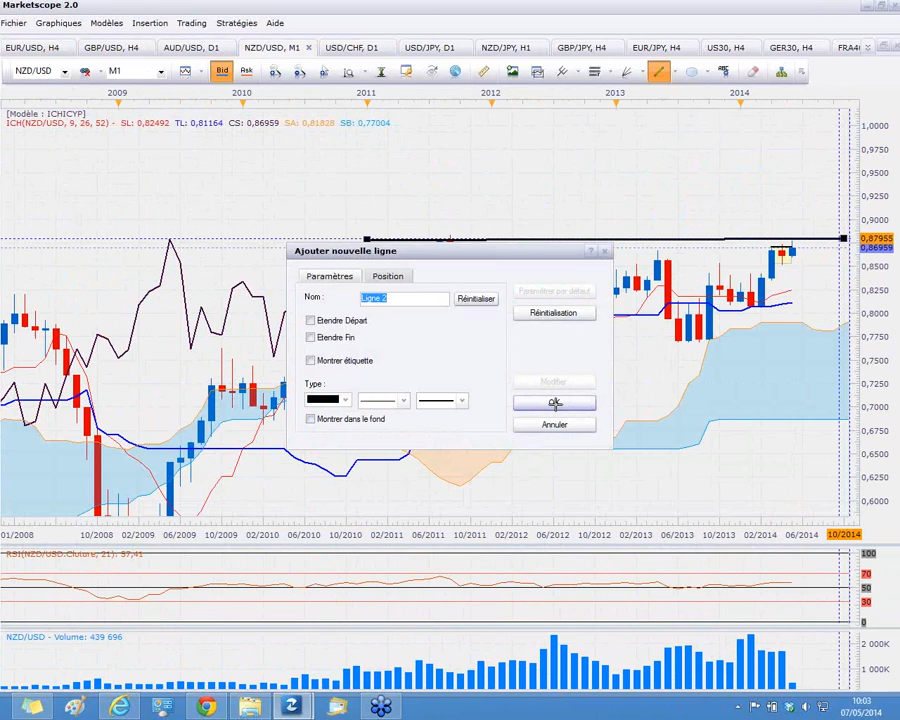 Marketscope 2.0
Fichier Graphiques Modèles Insertion Trading Stratégies Aide
EUR/USD, H4 GBP/USD, H4 AUD/USD, D1 NZD/USD, M1 USD/CHF, D1 USD/JPY, D1 NZD/JPY, H1 GBP/JPY, H4 EUR/JPY, H4 US30, H4 GER30, H4 FRA40
NZD/USD M1 Bid Ask ABC
2009 2010 2011 2012 2013 2014
[Modèle : ICHICYP]
ICH(NZD/USD, 9, 26, 52) - SL: 0,82492 TL: 0,81164 CS: 0,86959 SA: 0,81828 SB: 0,77004
1,0000
0,9750
0,9500
0,9250
0,9000
0,87955
0,86959
0,8500
0,8250
0,8000
0,7750
0,7500
0,7250
0,7000
0,6750
0,6500
0,6250
0,6000
Ajouter nouvelle ligne
Paramètres Position
Nom : Ligne 2 Réinitialiser
Paramètres par défaut
Réinitialisation
Etendre Départ
Etendre Fin
Montrer étiquette
Type :
Modifier
Ok
Montrer dans le fond
Annuler
01/2008 10/2008 02/2009 06/2009 10/2009 02/2010 06/2010 10/2010 02/2011 06/2011 10/2011 02/2012 06/2012 10/2012 02/2013 06/2013 10/2013 02/2014 06/2014 10/2014
RSI(NZD/USD.Cloture, 21): 57,41
100
70
50
30
0
NZD/USD - Volume: 439 696
2 000K
1 000K
10:03
07/05/2014